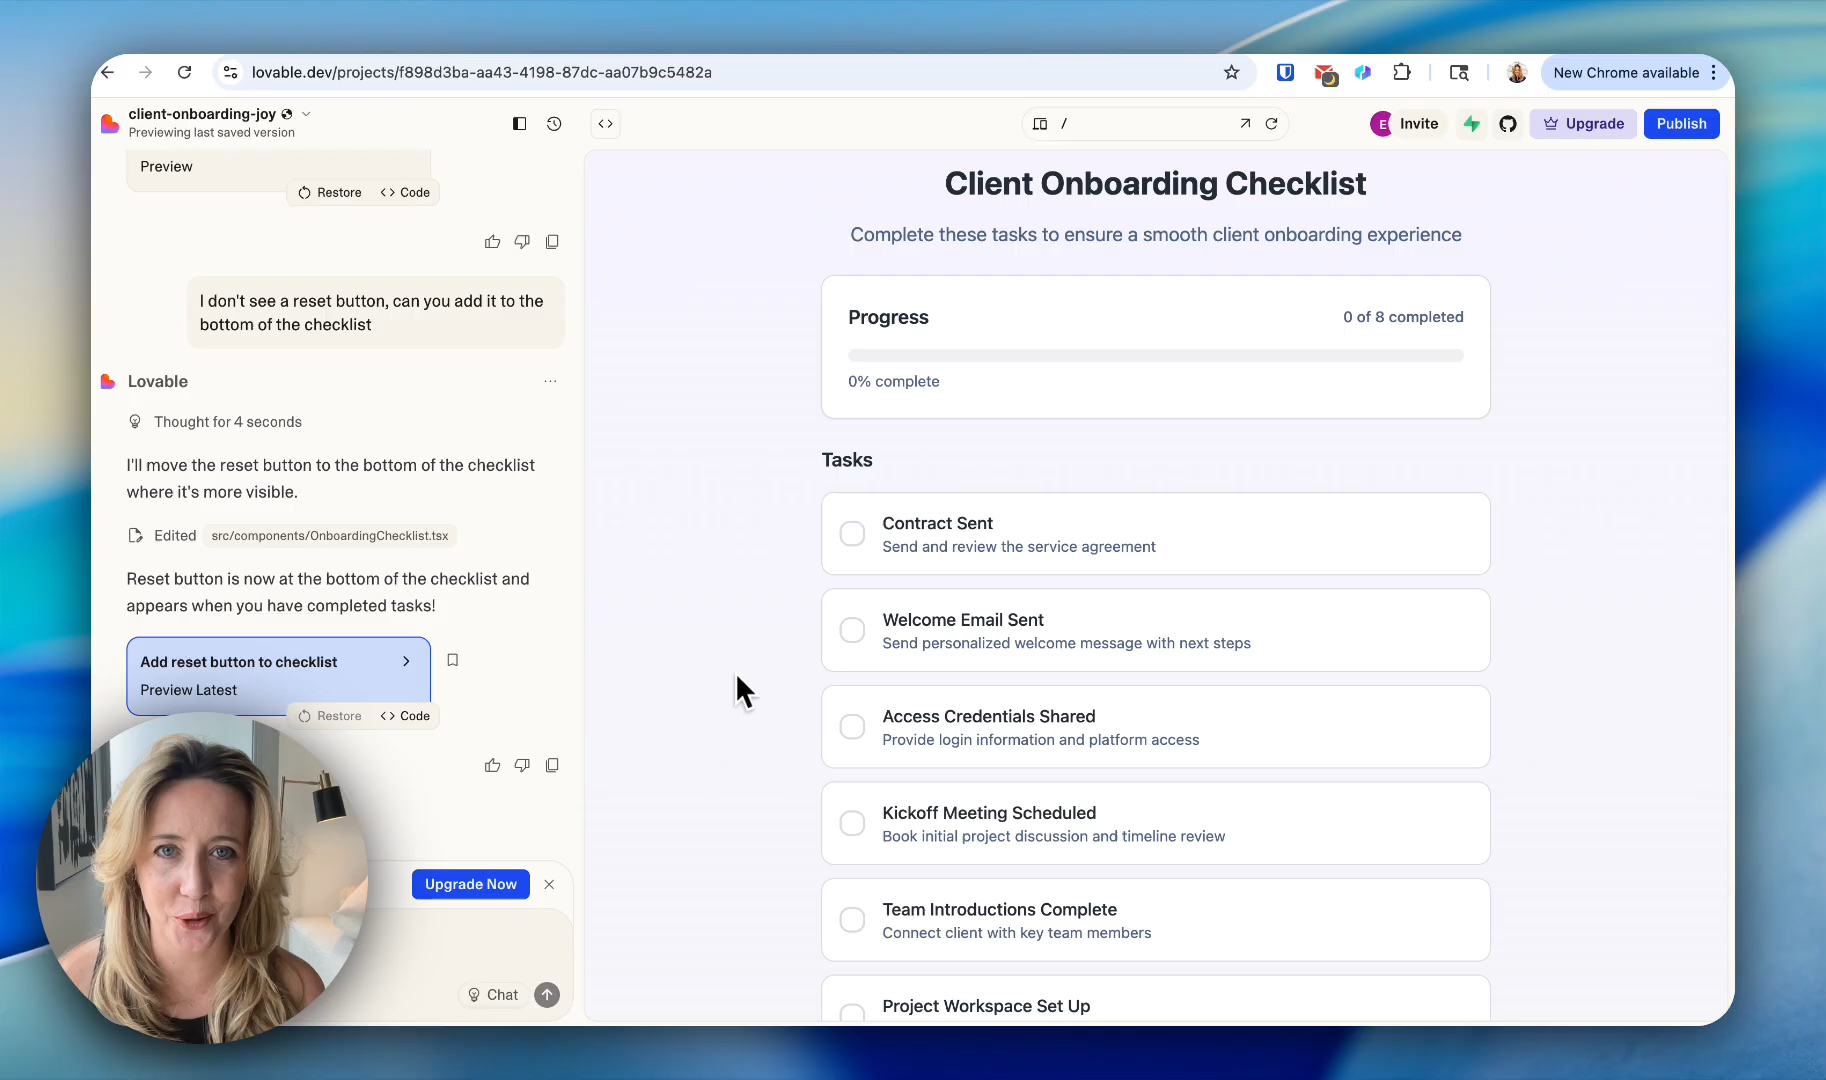 lovable.dev/projects/f898d3ba-aa43-4198-87dc-aa07b9c5482a
New Chrome available
client-onboarding-joy
Previewing last saved version
/
E
Invite
Upgrade
Publish
Preview
Restore
Code
I don't see a reset button, can you add it to the
bottom of the checklist
Lovable
Thought for 4 seconds
I'll move the reset button to the bottom of the checklist
where it's more visible.
Edited src/components/OnboardingChecklist.tsx
Reset button is now at the bottom of the checklist and
appears when you have completed tasks!
Add reset button to checklist
Preview Latest
Restore
Code
Upgrade Now
Chat
Client Onboarding Checklist
Complete these tasks to ensure a smooth client onboarding experience
Progress
0 of 8 completed
0% complete
Tasks
Contract Sent
Send and review the service agreement
Welcome Email Sent
Send personalized welcome message with next steps
Access Credentials Shared
Provide login information and platform access
Kickoff Meeting Scheduled
Book initial project discussion and timeline review
Team Introductions Complete
Connect client with key team members
Project Workspace Set Up